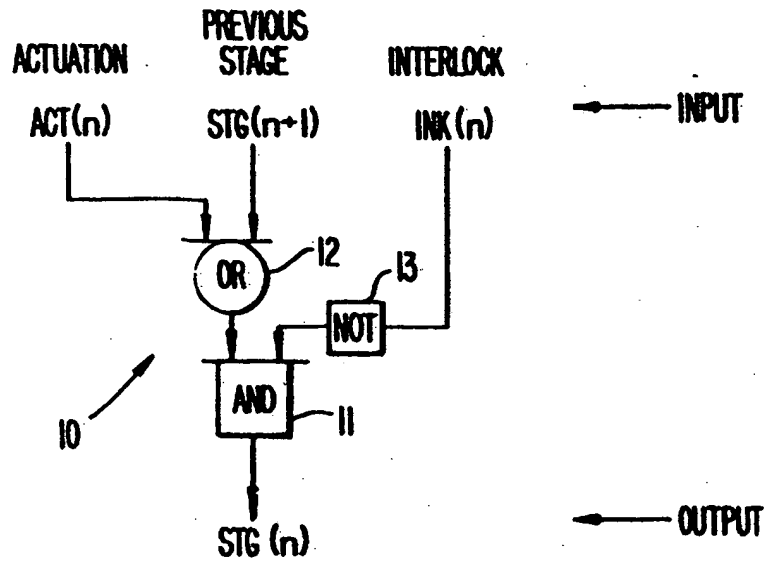 ACTUATION
PREVIOUS
STAGE
INTERLOCK
ACT(n)
STG(n+1)
INK(n)
INPUT
OR
12
13
NOT
AND
11
10
STG (n)
OUTPUT